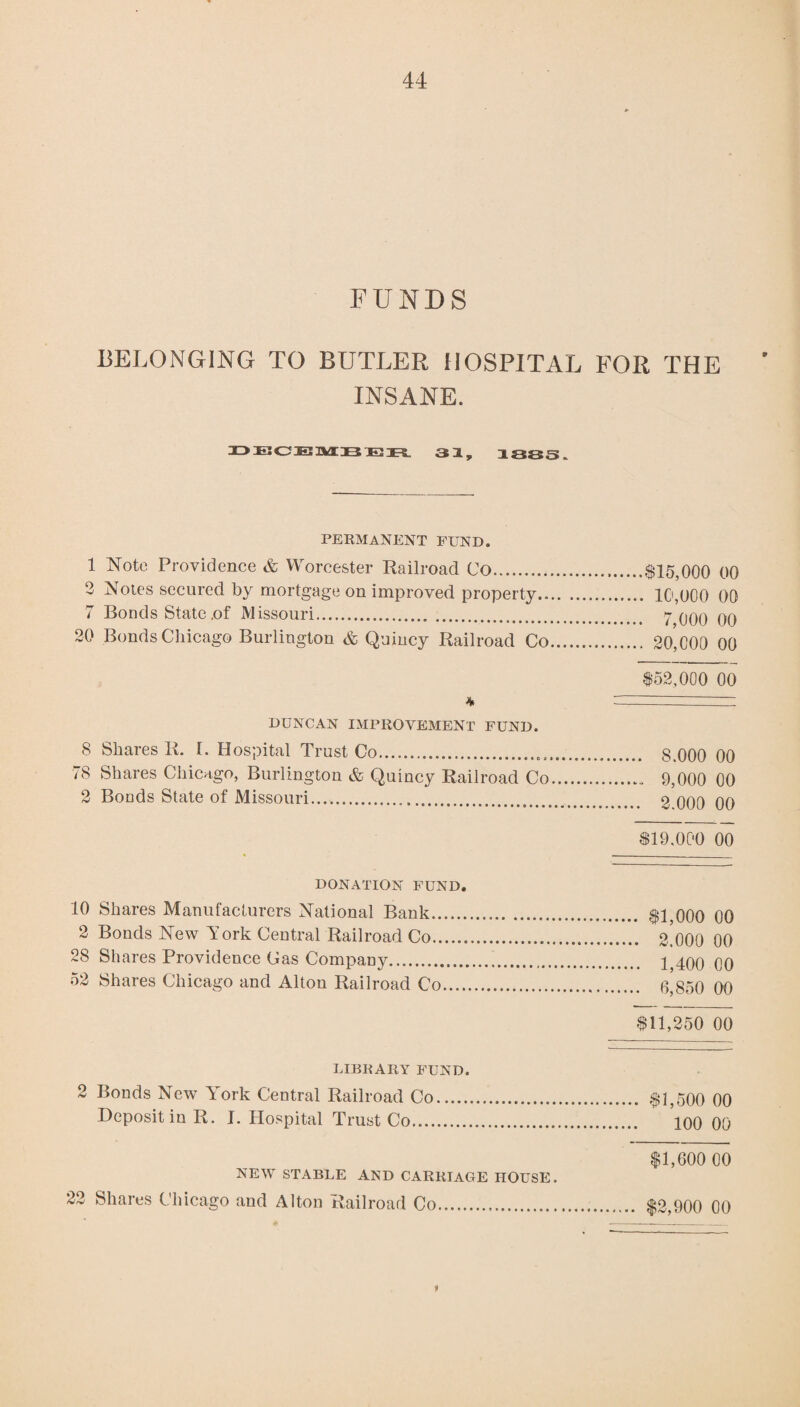 44
FUNDS
BELONGING TO BUTLER HOSPITAL FOR THE
INSANE.
DECEMBER 31, 1885.
PERMANENT FUND.
1 Note Providence & Worcester Railroad Co..............................$15,000 00
2 Notes secured by mortgage on improved property.... .............. 10,000 00
7 Bonds State of Missouri.................... .......................................... 7,000 00
20 Bonds Chicago Burlington & Quincy Railroad Co.................. 20,000 00
$52,000 00
DUNCAN IMPROVEMENT FUND.
8 Shares R. I. Hospital Trust Co.................................................... 8,000 00
78 Shares Chicago, Burlington & Quincy Railroad Co.................. 9,000 00
2 Bonds State of Missouri................................................................ 2,000 00
$19,000 00
DONATION FUND.
10 Shares Manufacturers National Bank............... ........................ $1,000 00
2 Bonds New York Central Railroad Co......................................... 2,000 00
28 Shares Providence Gas Company................................................. 1,400 00
52 Shares Chicago and Alton Railroad Co....................................... 6,850 00
$11,250 00
LIBRARY FUND.
2 Bonds New York Central Railroad Co......................................... $1,500 00
Deposit in R. I. Hospital Trust Co............................................. 100 00
$1,600 00
NEW STABLE AND CARRIAGE HOUSE.
22 Shares Chicago and Alton Railroad Co....................................... $2,900 00